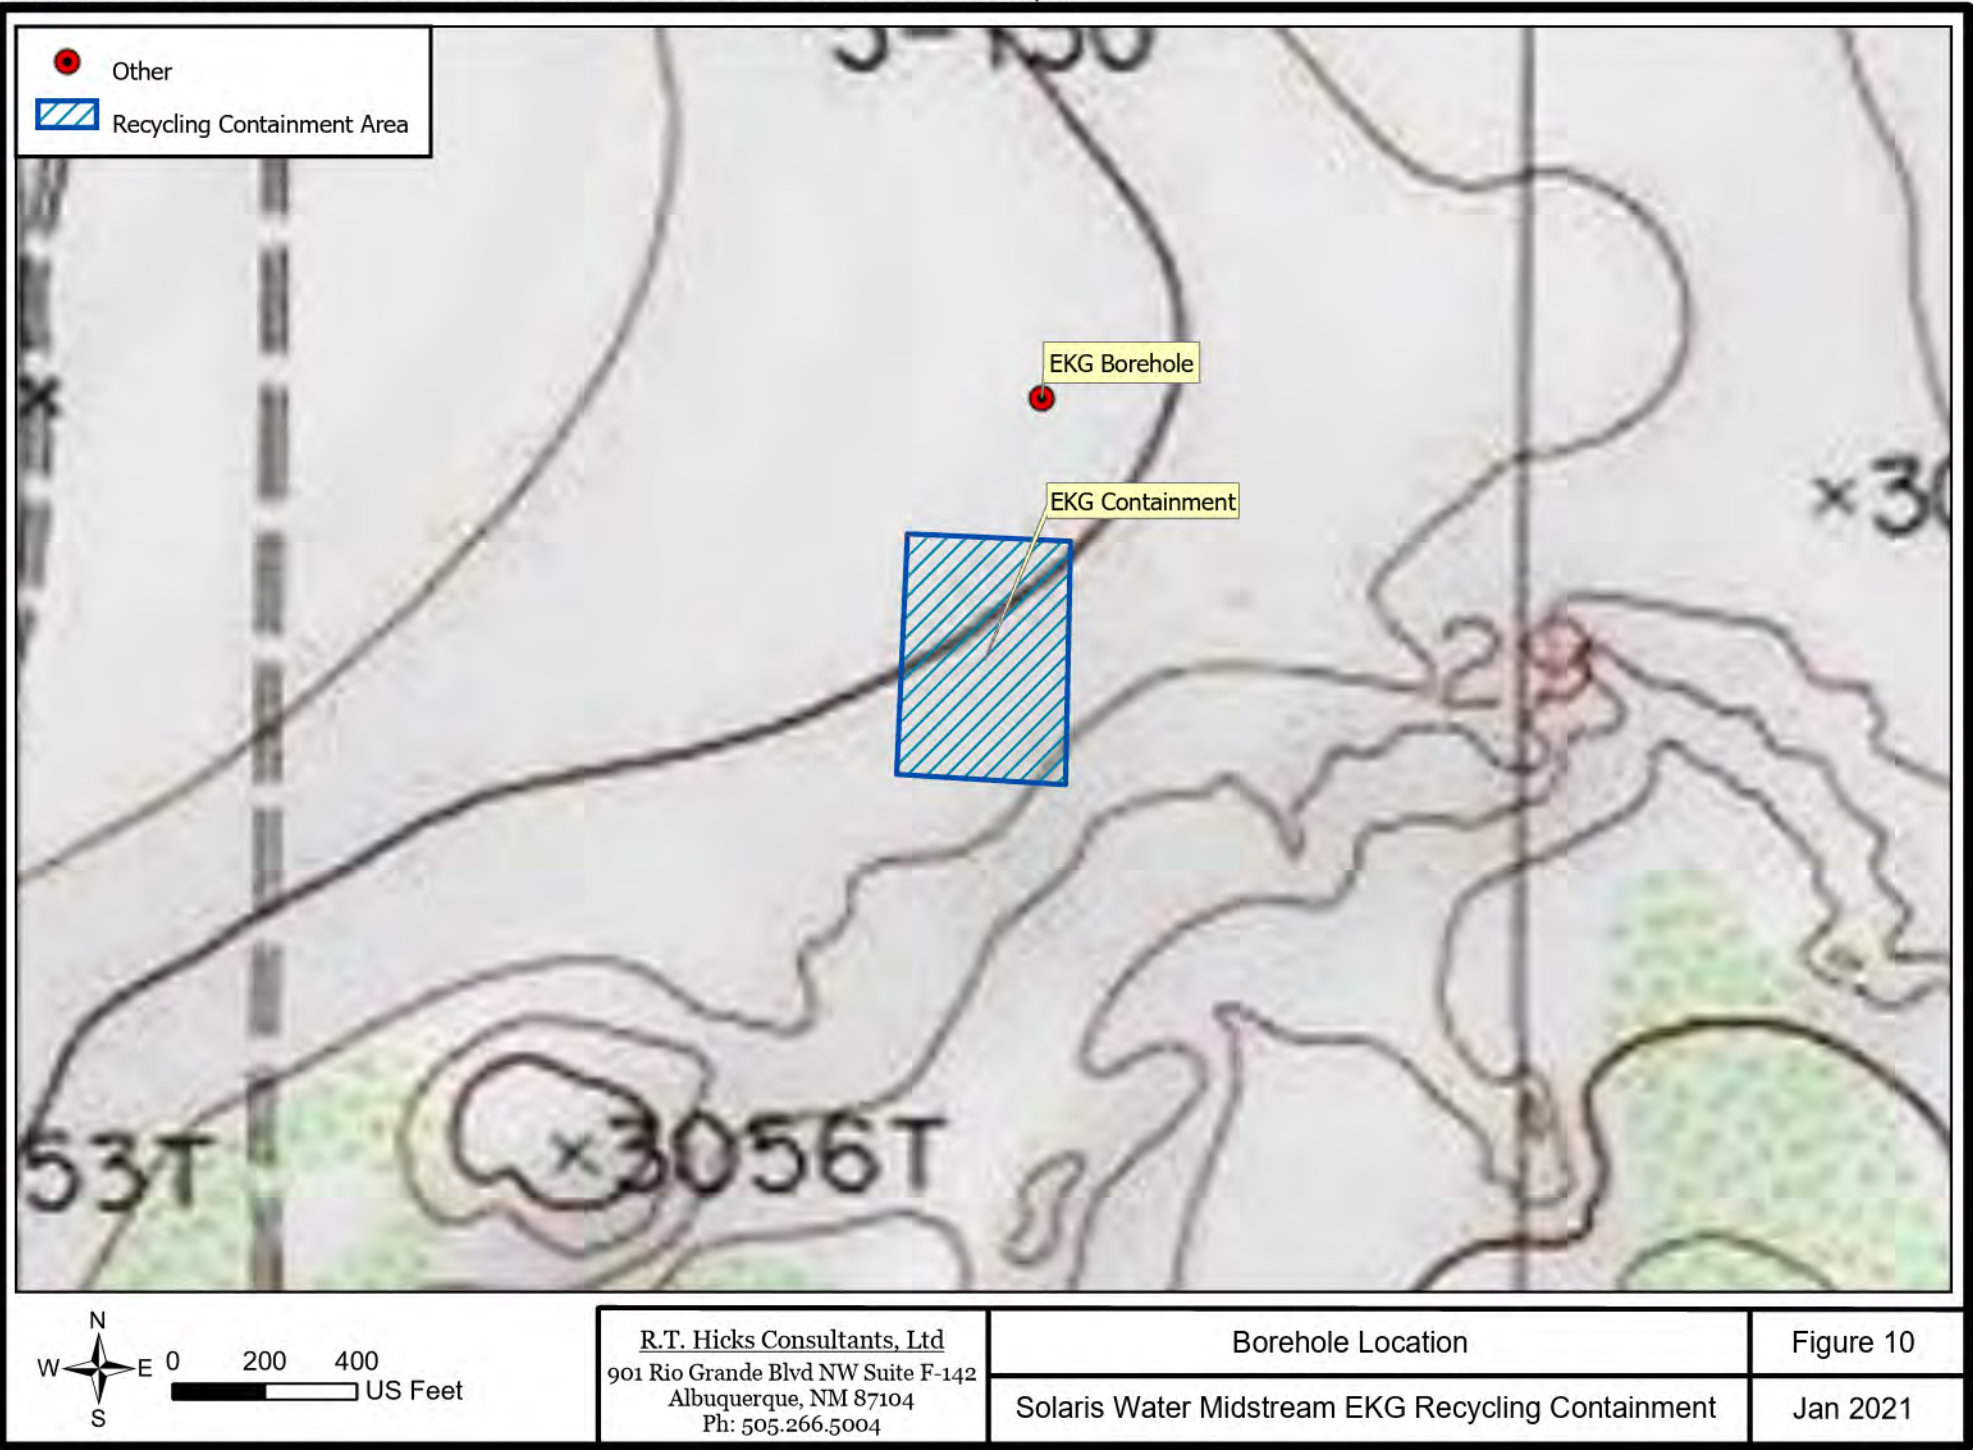 Other
Recycling Containment Area
EKG Borehole
EKG Containment
×30
29
53T
×3056T
N
W E
S
0 200 400
US Feet
R.T. Hicks Consultants, Ltd
901 Rio Grande Blvd NW Suite F-142
Albuquerque, NM 87104
Ph: 505.266.5004
Borehole Location
Solaris Water Midstream EKG Recycling Containment
Figure 10
Jan 2021